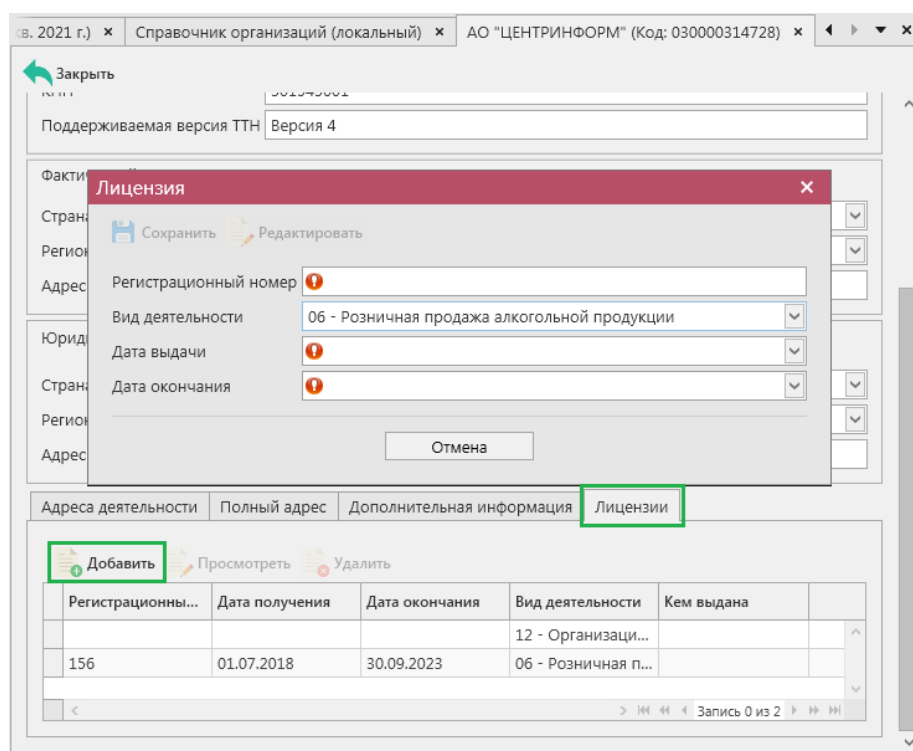 кв. 2021 г.) × Справочник организаций (локальный) × АО "ЦЕНТРИНФОРМ" (Код: 030000314728) ×
Закрыть
Поддерживаемая версия ТТН Версия 4
Лицензия
Сохранить Редактировать
Регистрационный номер
Вид деятельности 06 - Розничная продажа алкогольной продукции
Дата выдачи
Дата окончания
Отмена
Адреса деятельности Полный адрес Дополнительная информация Лицензии
Добавить Просмотреть Удалить
Регистрационны... Дата получения Дата окончания Вид деятельности Кем выдана
12 - Организаци...
156 01.07.2018 30.09.2023 06 - Розничная п...
Запись 0 из 2